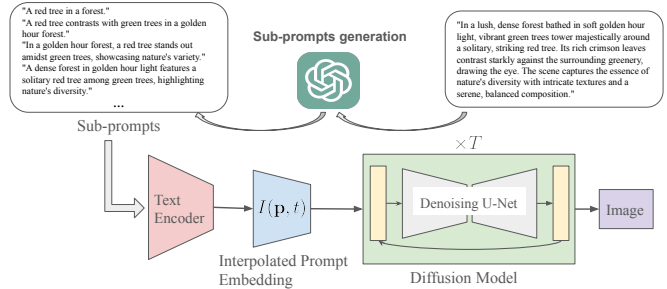 "A red tree in a forest."
"A red tree contrasts with green trees in a golden
hour forest."
"In a golden hour forest, a red tree stands out
amidst green trees, showcasing nature's variety."
"A dense forest in golden hour light features a
solitary red tree among green trees, highlighting
nature's diversity."
...
Sub-prompts generation
"In a lush, dense forest bathed in soft golden hour
light, vibrant green trees tower majestically around
a solitary, striking red tree. Its rich crimson leaves
contrast starkly against the surrounding greenery,
drawing the eye. The scene captures the essence of
nature's diversity with intricate textures and a
serene, balanced composition."
Sub-prompts
×T
Text
Encoder
I(p, t)
Denoising U-Net
Image
Interpolated Prompt
Embedding
Diffusion Model